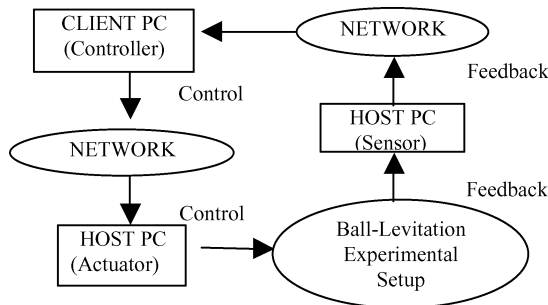 CLIENT PC
(Controller)
NETWORK
Feedback
Control
HOST PC
(Sensor)
NETWORK
Control
Feedback
HOST PC
(Actuator)
Ball-Levitation
Experimental
Setup